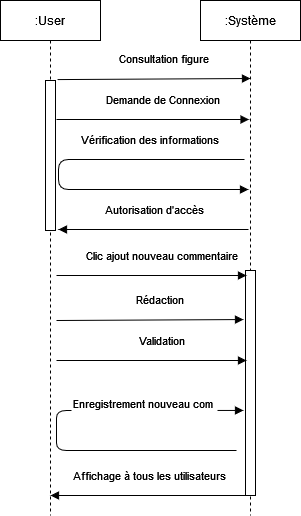 :User
:Système
Consultation figure
Demande de Connexion
Vérification des informations
Autorisation d'accès
Clic ajout nouveau commentaire
Rédaction
Validation
Enregistrement nouveau com
Affichage à tous les utilisateurs